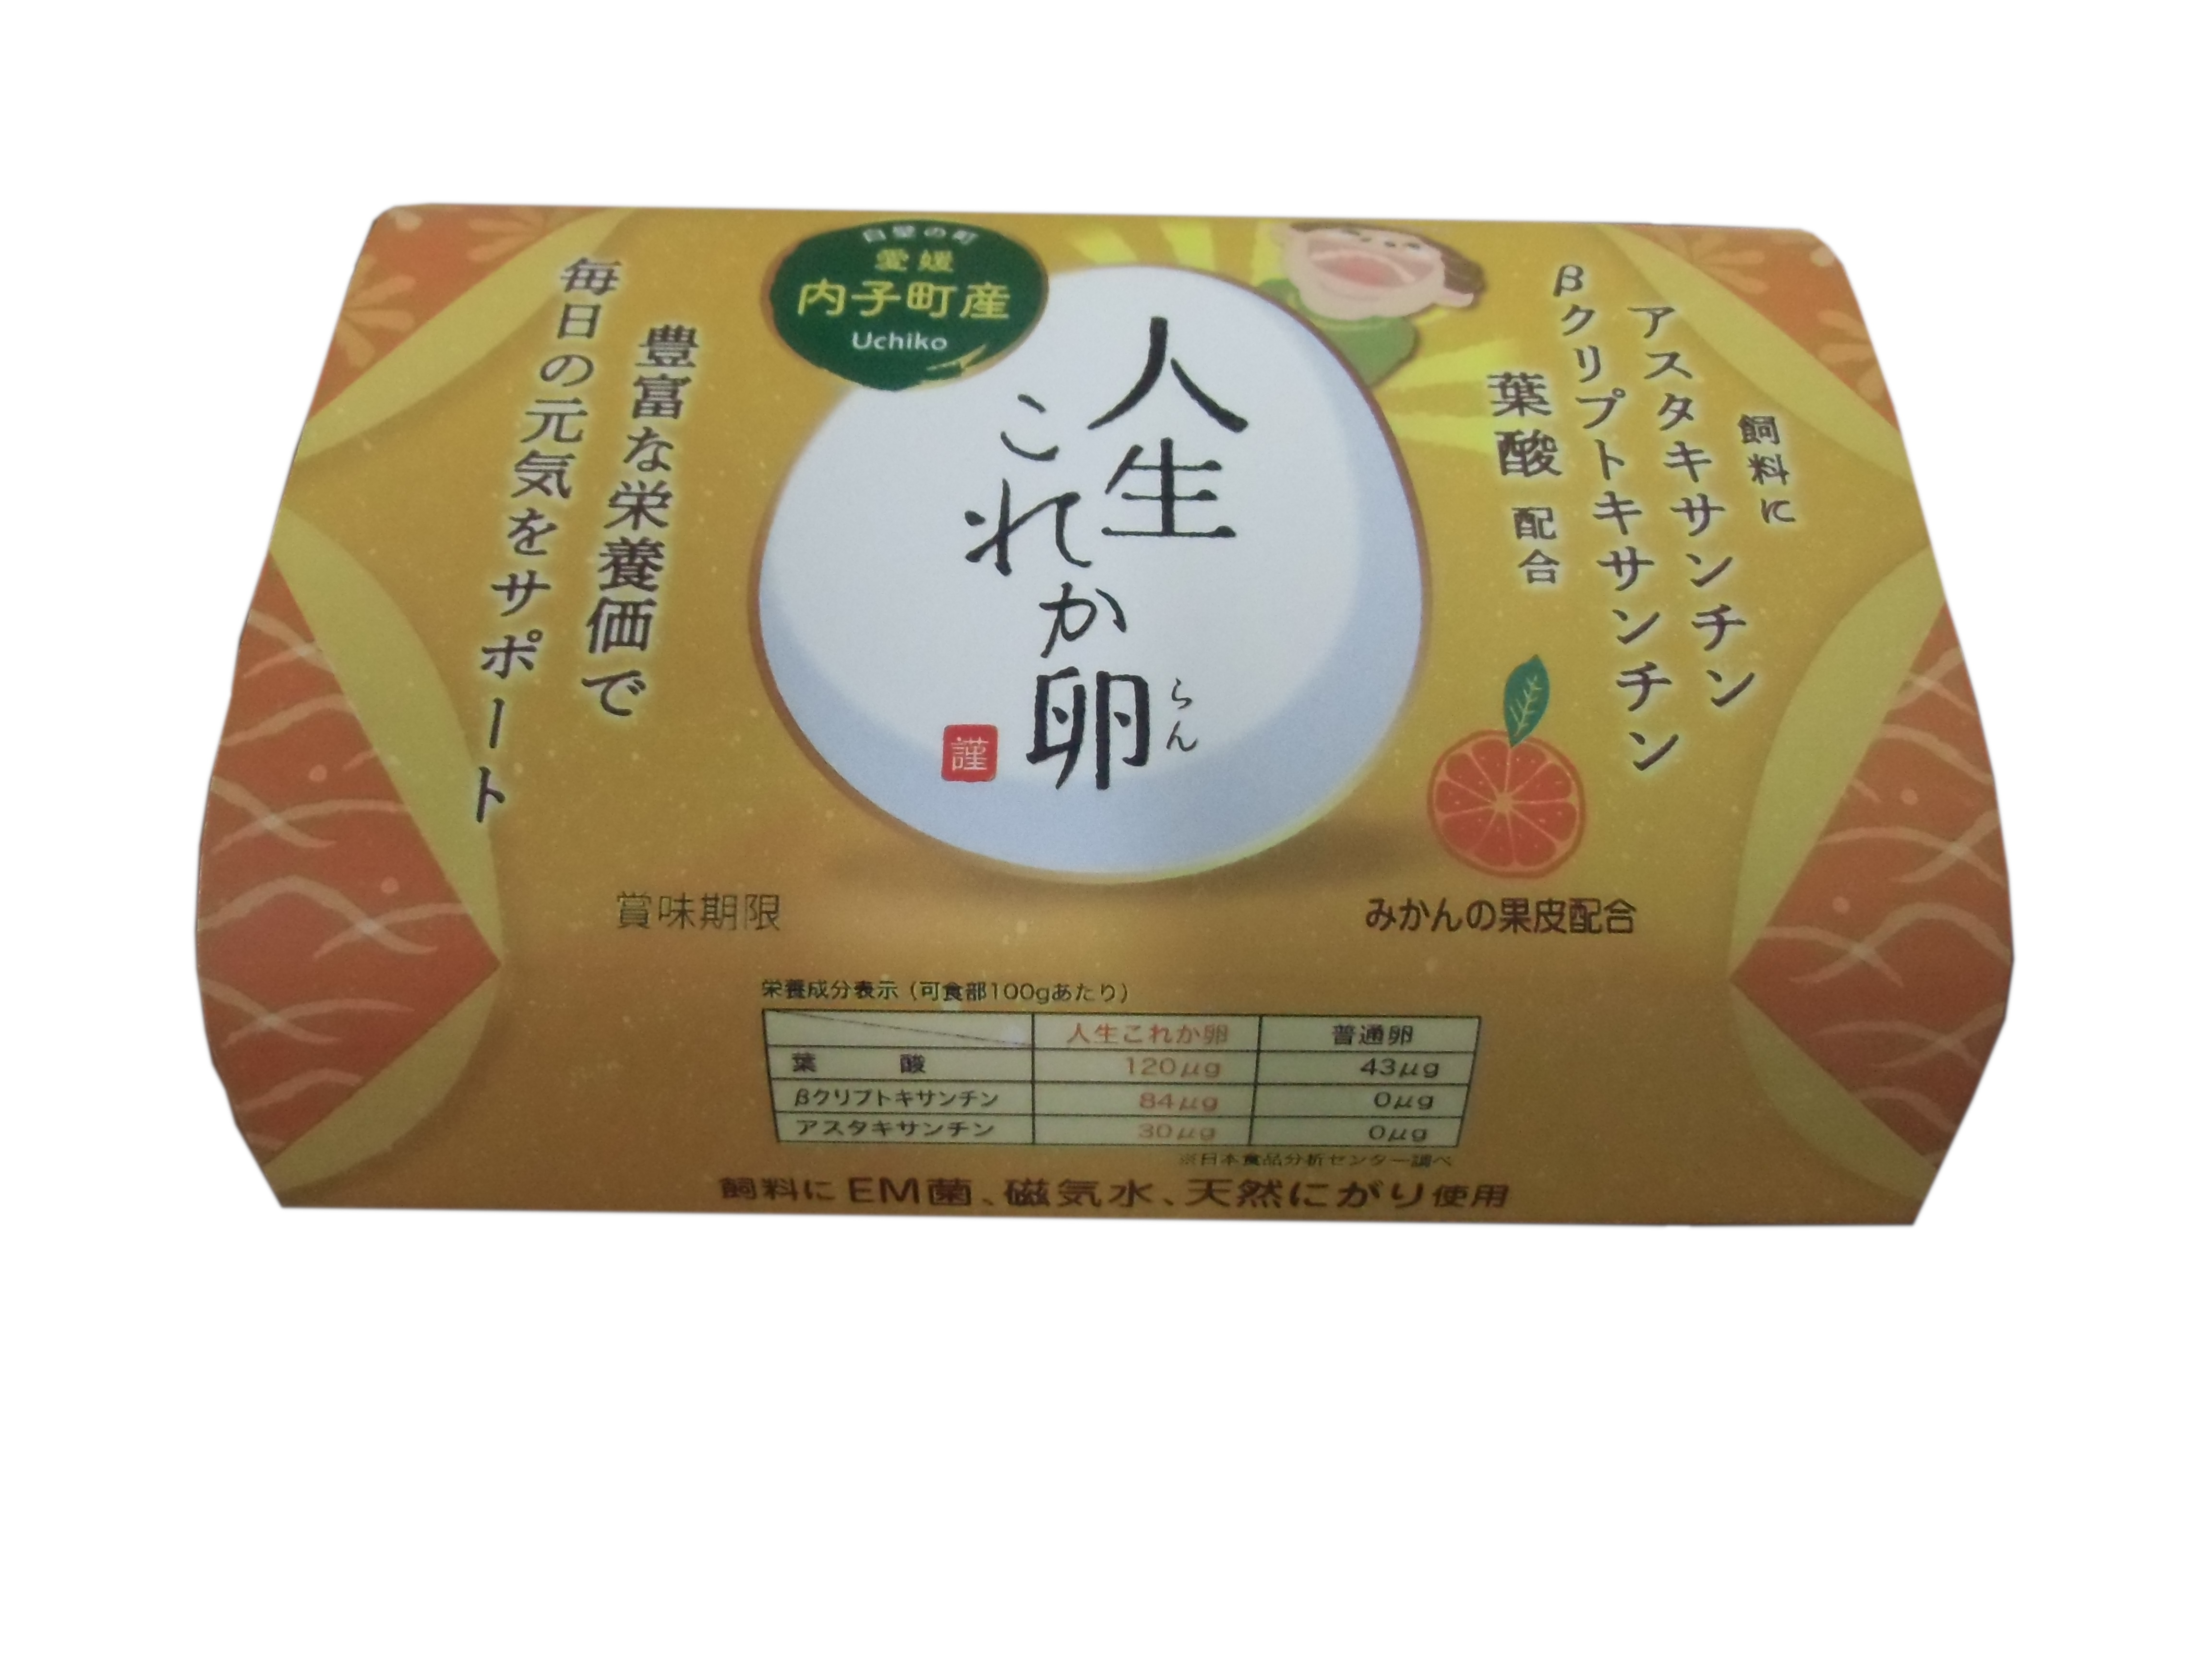 白壁の町
愛媛
内子町産
Uchiko
人生
これか卵
らん
謹
飼料に
アスタキサンチン
βクリプトキサンチン
葉酸 配合
豊富な栄養価で
毎日の元気をサポート
賞味期限
みかんの果皮配合
栄養成分表示(可食部100gあたり)
人生これか卵 普通卵
葉酸 120μg 43μg
βクリプトキサンチン 84μg 0μg
アスタキサンチン 30μg 0μg
※日本食品分析センター調べ
飼料にEM菌、磁気水、天然にがり使用